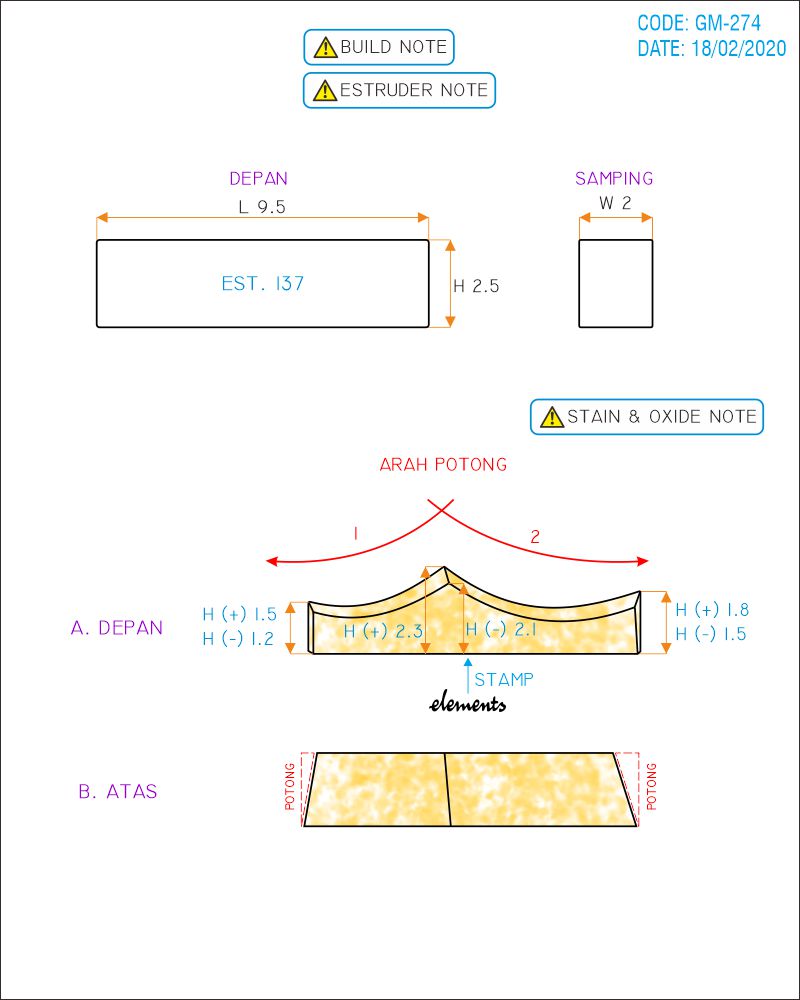 CODE: GM-274
DATE: 18/02/2020
BUILD NOTE
ESTRUDER NOTE
DEPAN
L 9.5
EST. 137
H 2.5
SAMPING
W 2
STAIN & OXIDE NOTE
ARAH POTONG
1
2
A. DEPAN
H (+) 1.5
H (-) 1.2
H (+) 2.3
H (-) 2.1
H (+) 1.8
H (-) 1.5
STAMP
elements
B. ATAS
POTONG
POTONG